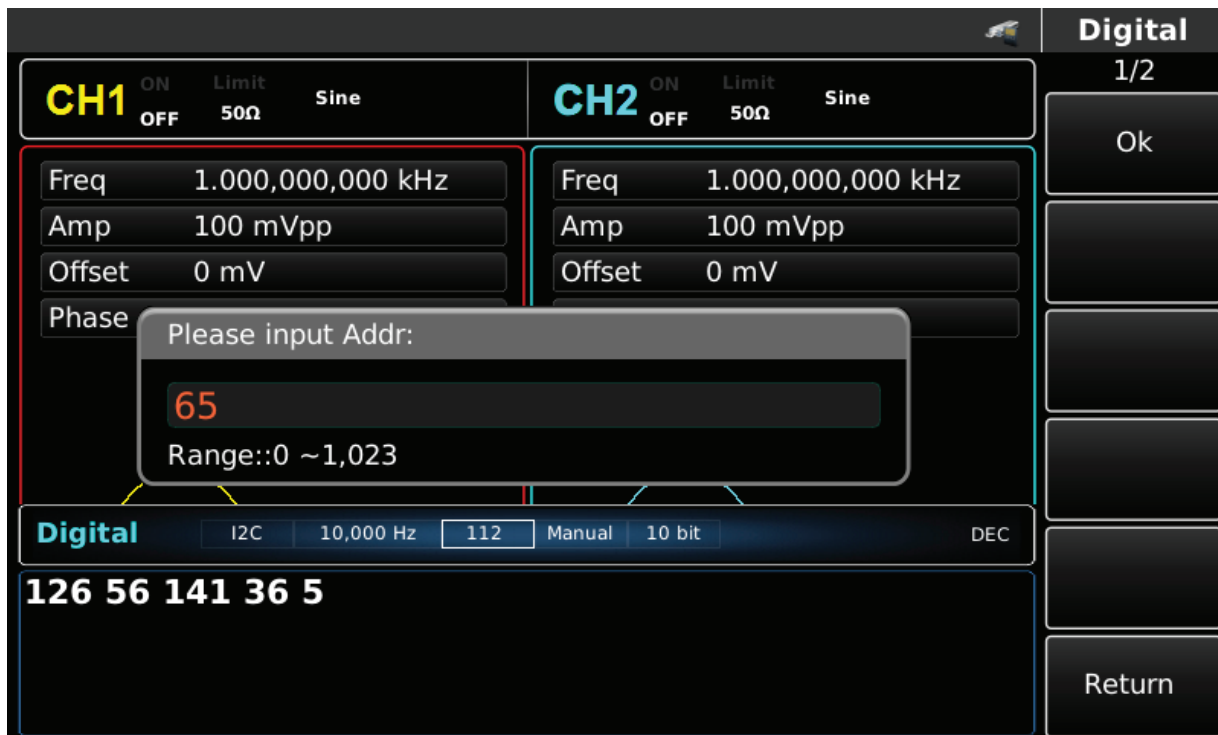 Digital
1/2
CH1 ON OFF Limit 50Ω Sine
CH2 ON OFF Limit 50Ω Sine
Ok
Freq 1.000,000,000 kHz
Amp 100 mVpp
Offset 0 mV
Phase
Freq 1.000,000,000 kHz
Amp 100 mVpp
Offset 0 mV
Please input Addr:
65
Range::0 ~1,023
Digital I2C 10,000 Hz 112 Manual 10 bit DEC
126 56 141 36 5
Return